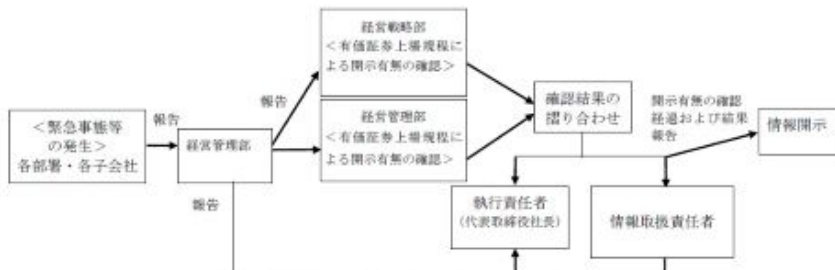 経営戦略部
＜有価証券上場規程に
よる開示有無の確認＞
報告
経営管理部
＜有価証券上場規程に
よる開示有無の確認＞
確認結果の
摺り合わせ
開示有無の確認
経過および結果
報告
情報開示
＜緊急事態等
の発生＞
各部署・各子会社
報告
経営管理部
報告
執行責任者
(代表取締役社長)
情報取扱責任者